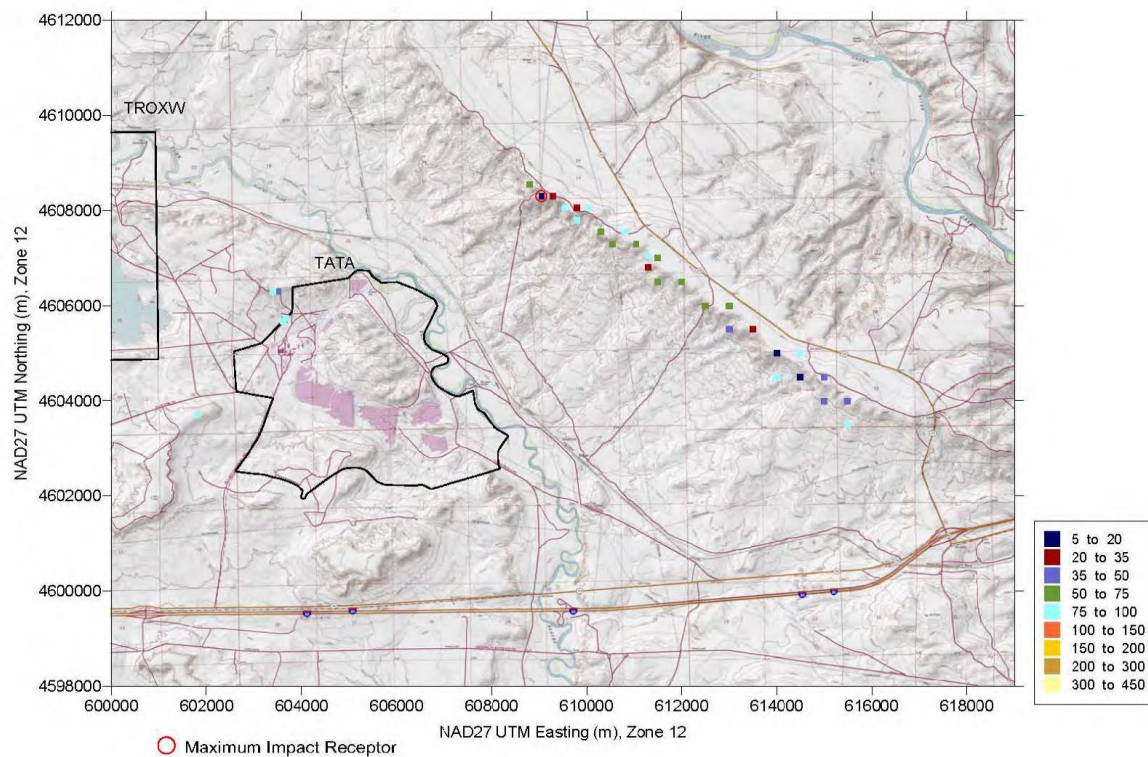 4612000
4610000
4608000
4606000
4604000
4602000
4600000
4598000
NAD27 UTM Northing (m), Zone 12
TROXW
TATA
RIVER
5 to 20
20 to 35
35 to 50
50 to 75
75 to 100
100 to 150
150 to 200
200 to 300
300 to 450
600000 602000 604000 606000 608000 610000 612000 614000 616000 618000
NAD27 UTM Easting (m), Zone 12
Maximum Impact Receptor